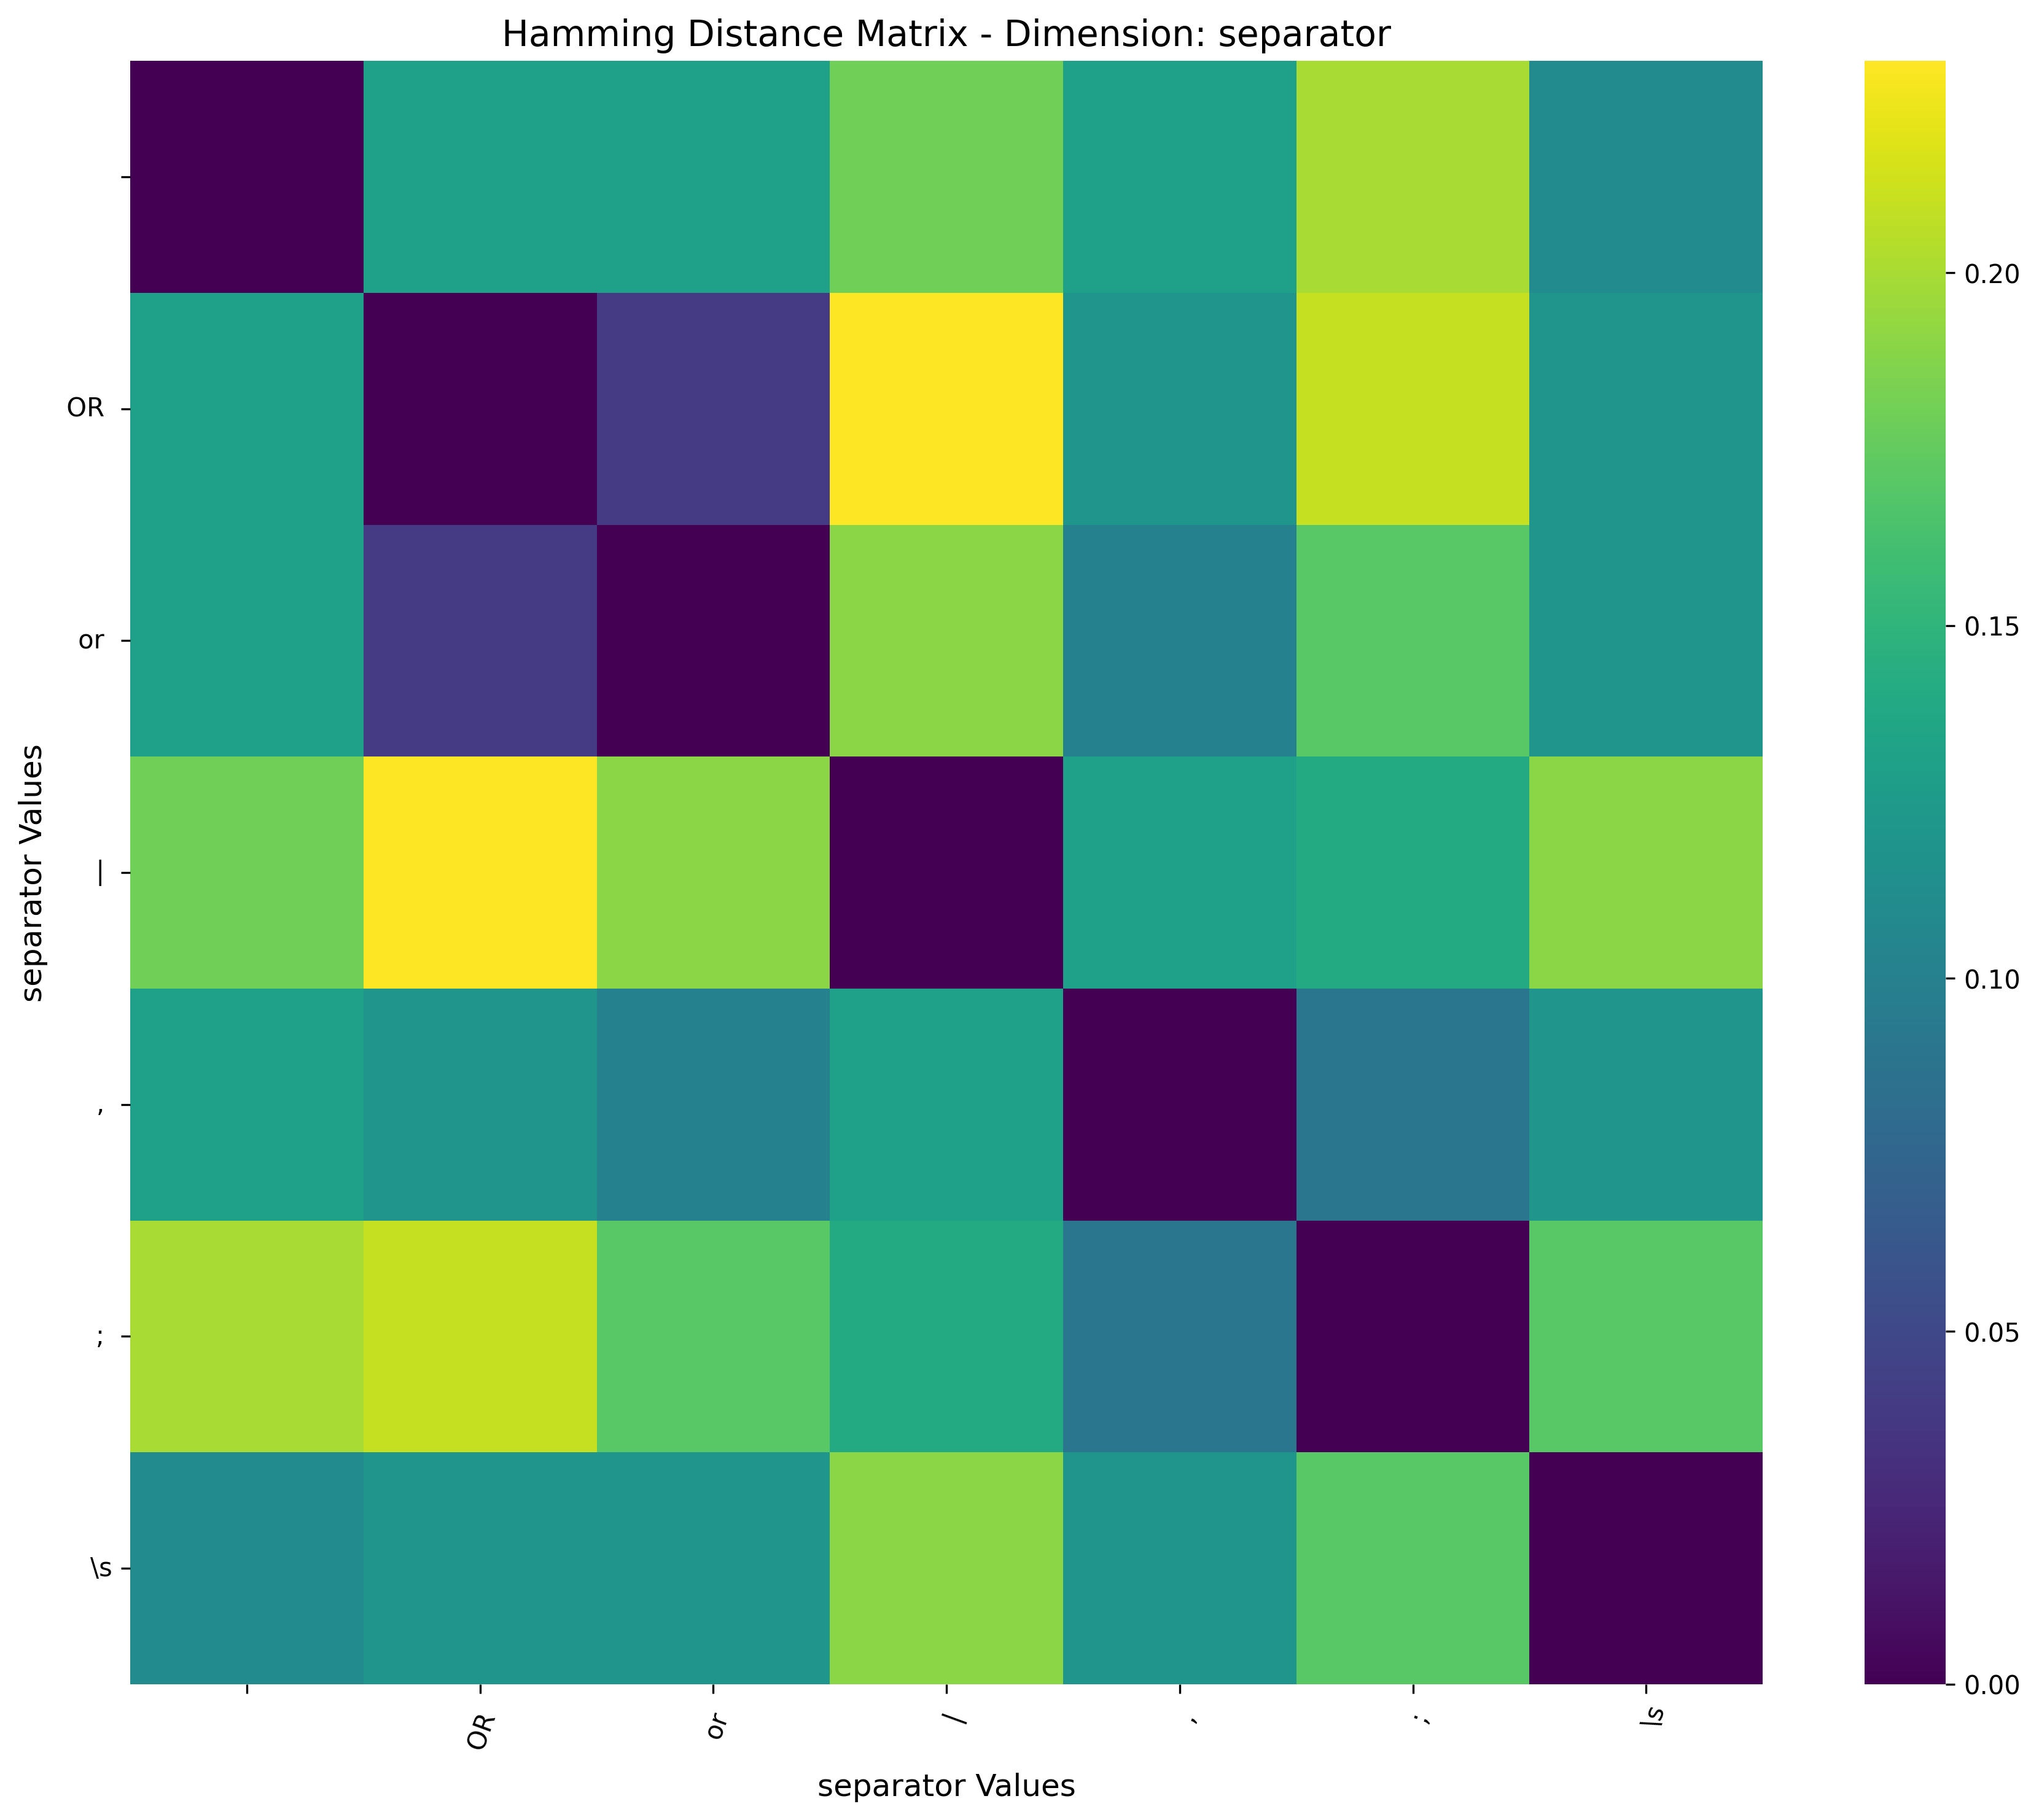 Hamming Distance Matrix - Dimension: separator
separator Values
OR
or
|
,
;
\s
OR
or
|
,
;
\s
separator Values
0.20
0.15
0.10
0.05
0.00